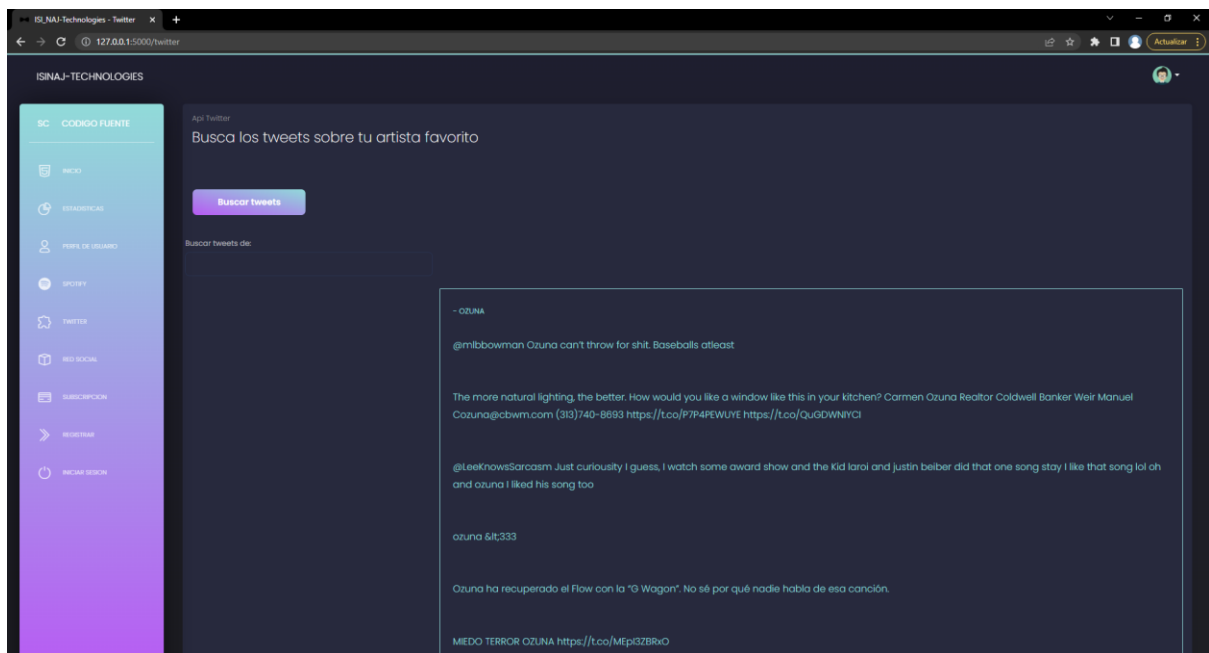 ISI_NAJ-Technologies - Twitter
127.0.0.1:5000/twitter
Actualizar
ISINAJ-TECHNOLOGIES
SC CODIGO FUENTE
INICIO
ESTADISTICAS
PERFIL DE USUARIO
SPOTIFY
TWITTER
RED SOCIAL
SUBSCRIPCION
REGISTRAR
INICIAR SESION
Api Twitter
Busca los tweets sobre tu artista favorito
Buscar tweets
Buscar tweets de:
- OZUNA
@mlbbowman Ozuna can't throw for shit. Baseballs atleast
The more natural lighting, the better. How would you like a window like this in your kitchen? Carmen Ozuna Realtor Coldwell Banker Weir Manuel
Cozuna@cbwm.com (313)740-8693 https://t.co/P7P4PEWUYE https://t.co/QuGDWNIYCI
@LeeKnowsSarcasm Just curiousity I guess, I watch some award show and the Kid laroi and justin beiber did that one song stay I like that song lol oh
and ozuna I liked his song too
ozuna &lt;333
Ozuna ha recuperado el Flow con la “G Wagon”. No sé por qué nadie habla de esa canción.
MIEDO TERROR OZUNA https://t.co/MEpI3ZBRxO